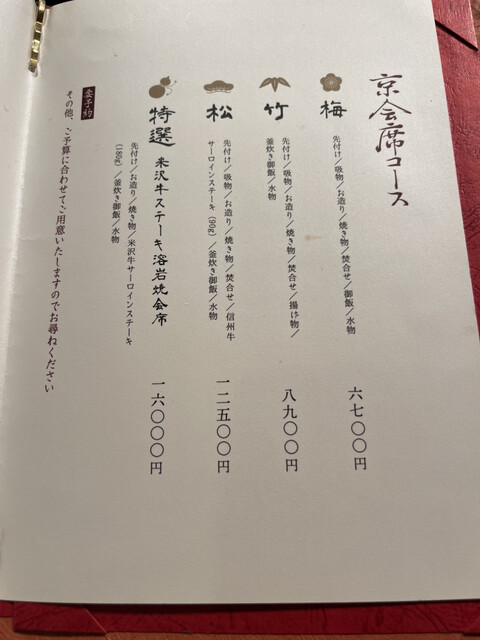 京会席コース
梅
先付け／吸物／お造り／焼き物／焚合せ／御飯／水物
六七〇〇円
竹
先付け／吸物／お造り／焼き物／焚合せ／揚げ物／
釜炊き御飯／水物
八九〇〇円
松
先付け／吸物／お造り／焼き物／焚合せ／信州牛
サーロインステーキ（90g）／釜炊き御飯／水物
一二五〇〇円
特選 米沢牛ステーキ溶岩焼会席
先付け／お造り／焼き物／米沢牛サーロインステーキ
（180g）／釜炊き御飯／水物
一六〇〇〇円
要予約
その他、ご予算に合わせてご用意いたしますのでお尋ねください